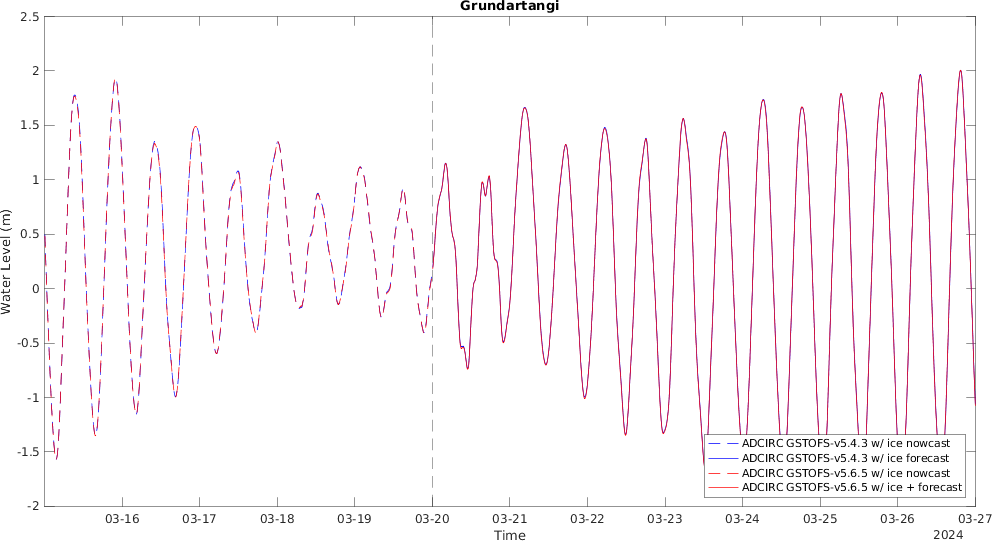 Grundartangi
2.5
2
1.5
1
0.5
0
-0.5
-1
-1.5
-2
Water Level (m)
ADCIRC GSTOFS-v5.4.3 w/ ice nowcast
ADCIRC GSTOFS-v5.4.3 w/ ice forecast
ADCIRC GSTOFS-v5.6.5 w/ ice nowcast
ADCIRC GSTOFS-v5.6.5 w/ ice + forecast
03-16 03-17 03-18 03-19 03-20 03-21 03-22 03-23 03-24 03-25 03-26 03-27
Time
2024